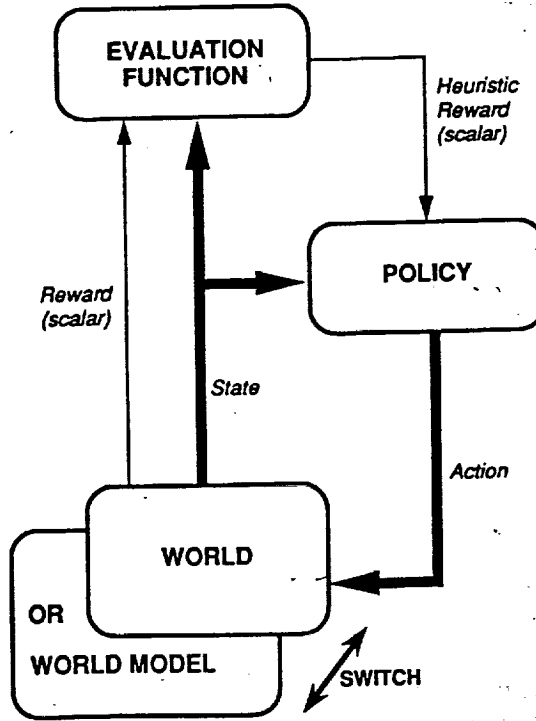 EVALUATION
FUNCTION
Heuristic
Reward
(scalar)
POLICY
Reward
(scalar)
State
Action
WORLD
OR
WORLD MODEL
SWITCH